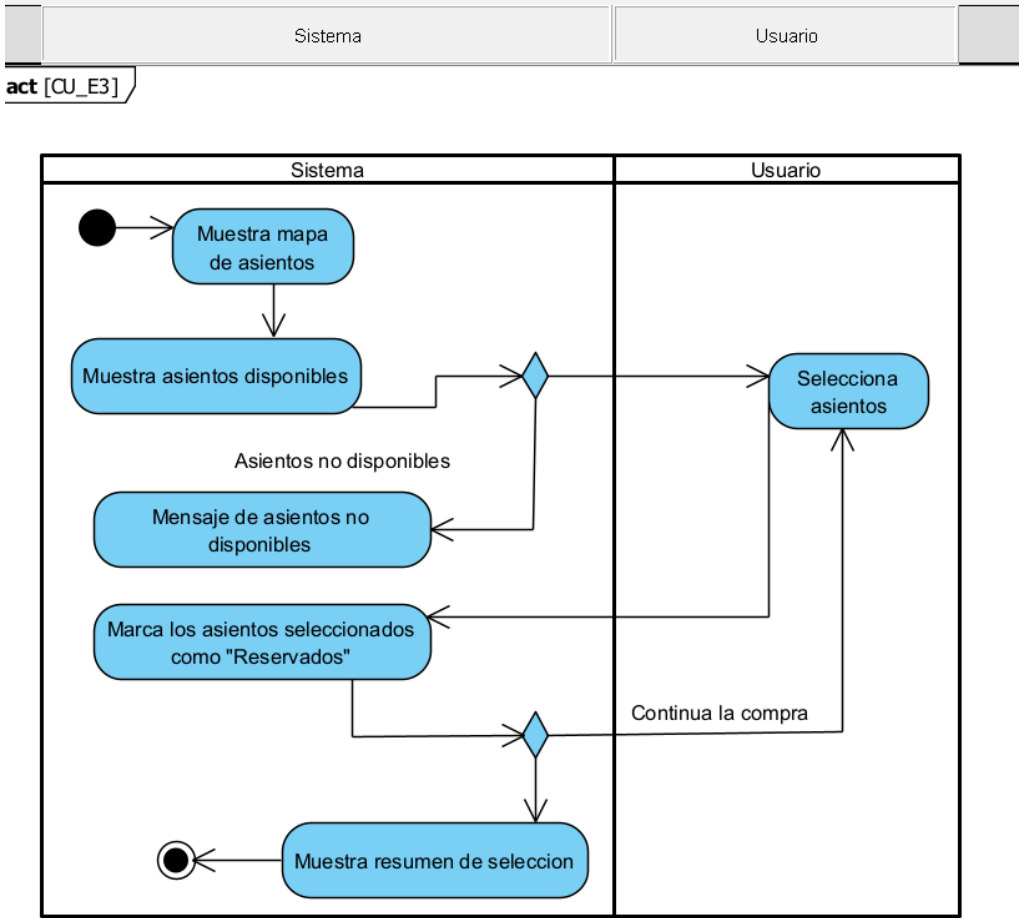 Sistema
Usuario
act [CU_E3]
Sistema
Usuario
Muestra mapa
de asientos
Muestra asientos disponibles
Selecciona
asientos
Asientos no disponibles
Mensaje de asientos no
disponibles
Marca los asientos seleccionados
como "Reservados"
Continua la compra
Muestra resumen de seleccion